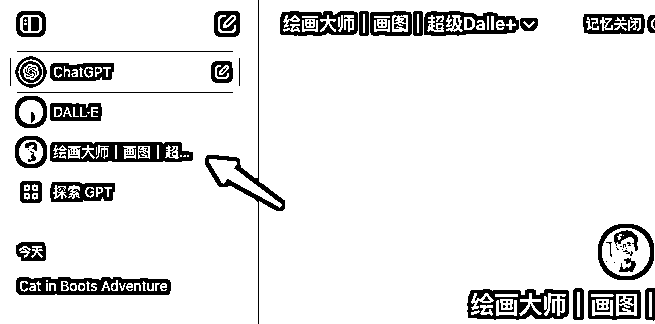 绘画大师 | 画图 | 超级Dalle+
记忆关闭
ChatGPT
DALL·E
绘画大师 | 画图 | 超...
探索 GPT
今天
Cat in Boots Adventure
绘画大师 | 画图 |